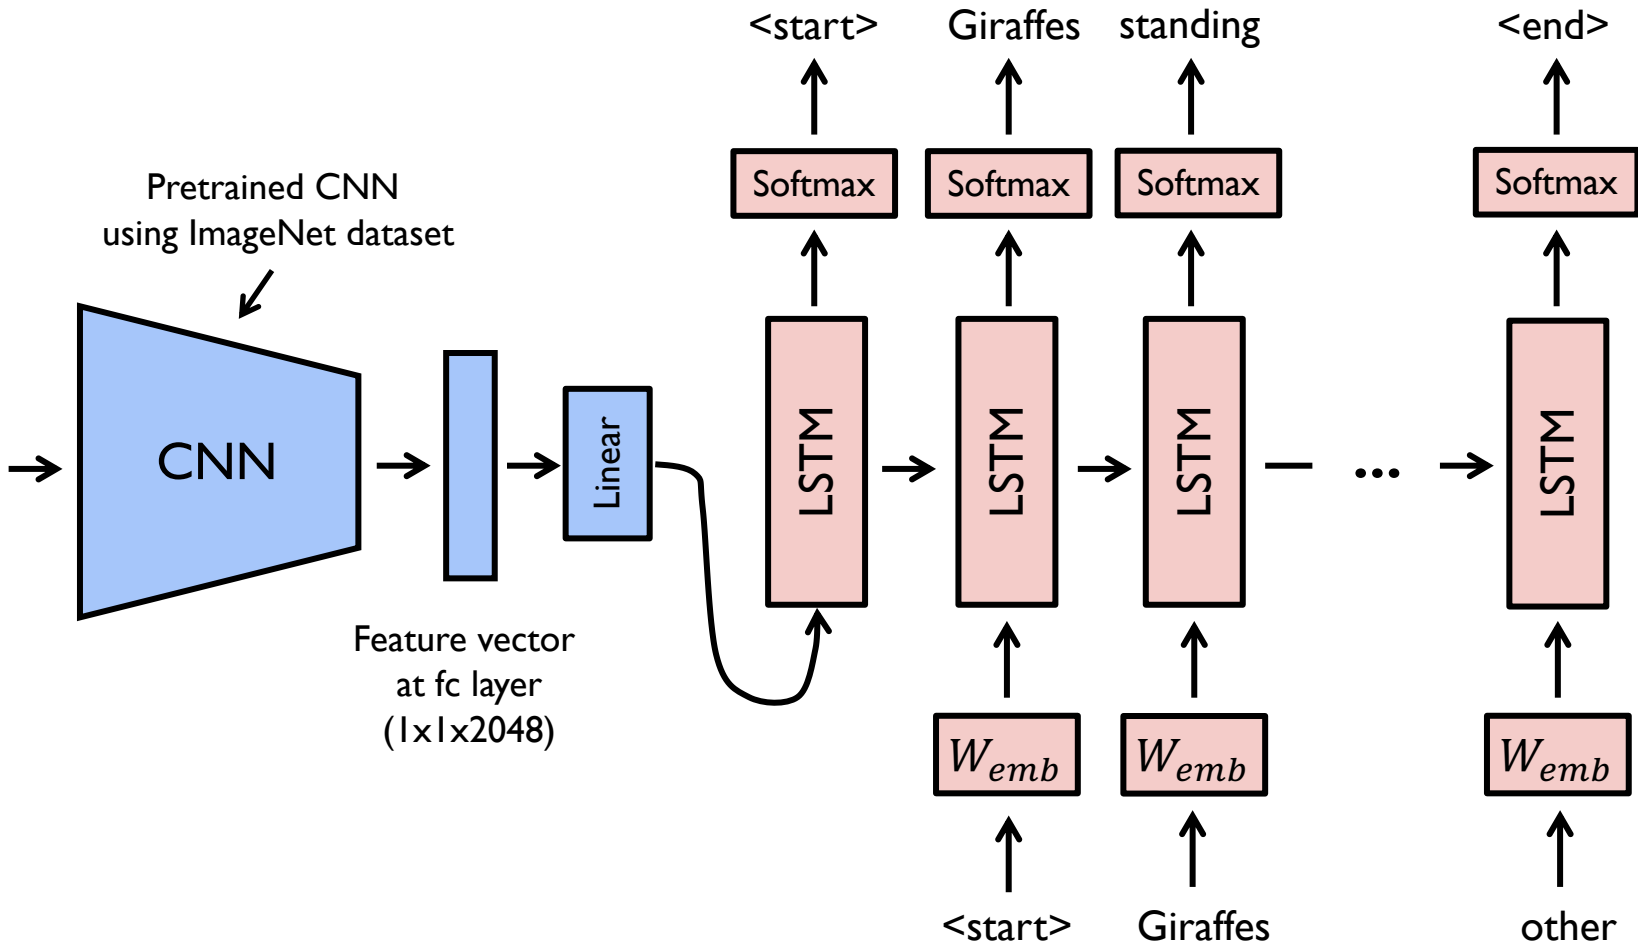 <start> Giraffes standing <end>
Softmax Softmax Softmax Softmax
Pretrained CNN
using ImageNet dataset
CNN
Linear
LSTM LSTM LSTM ... LSTM
Feature vector
at fc layer
(1x1x2048)
W_emb W_emb W_emb
<start> Giraffes other